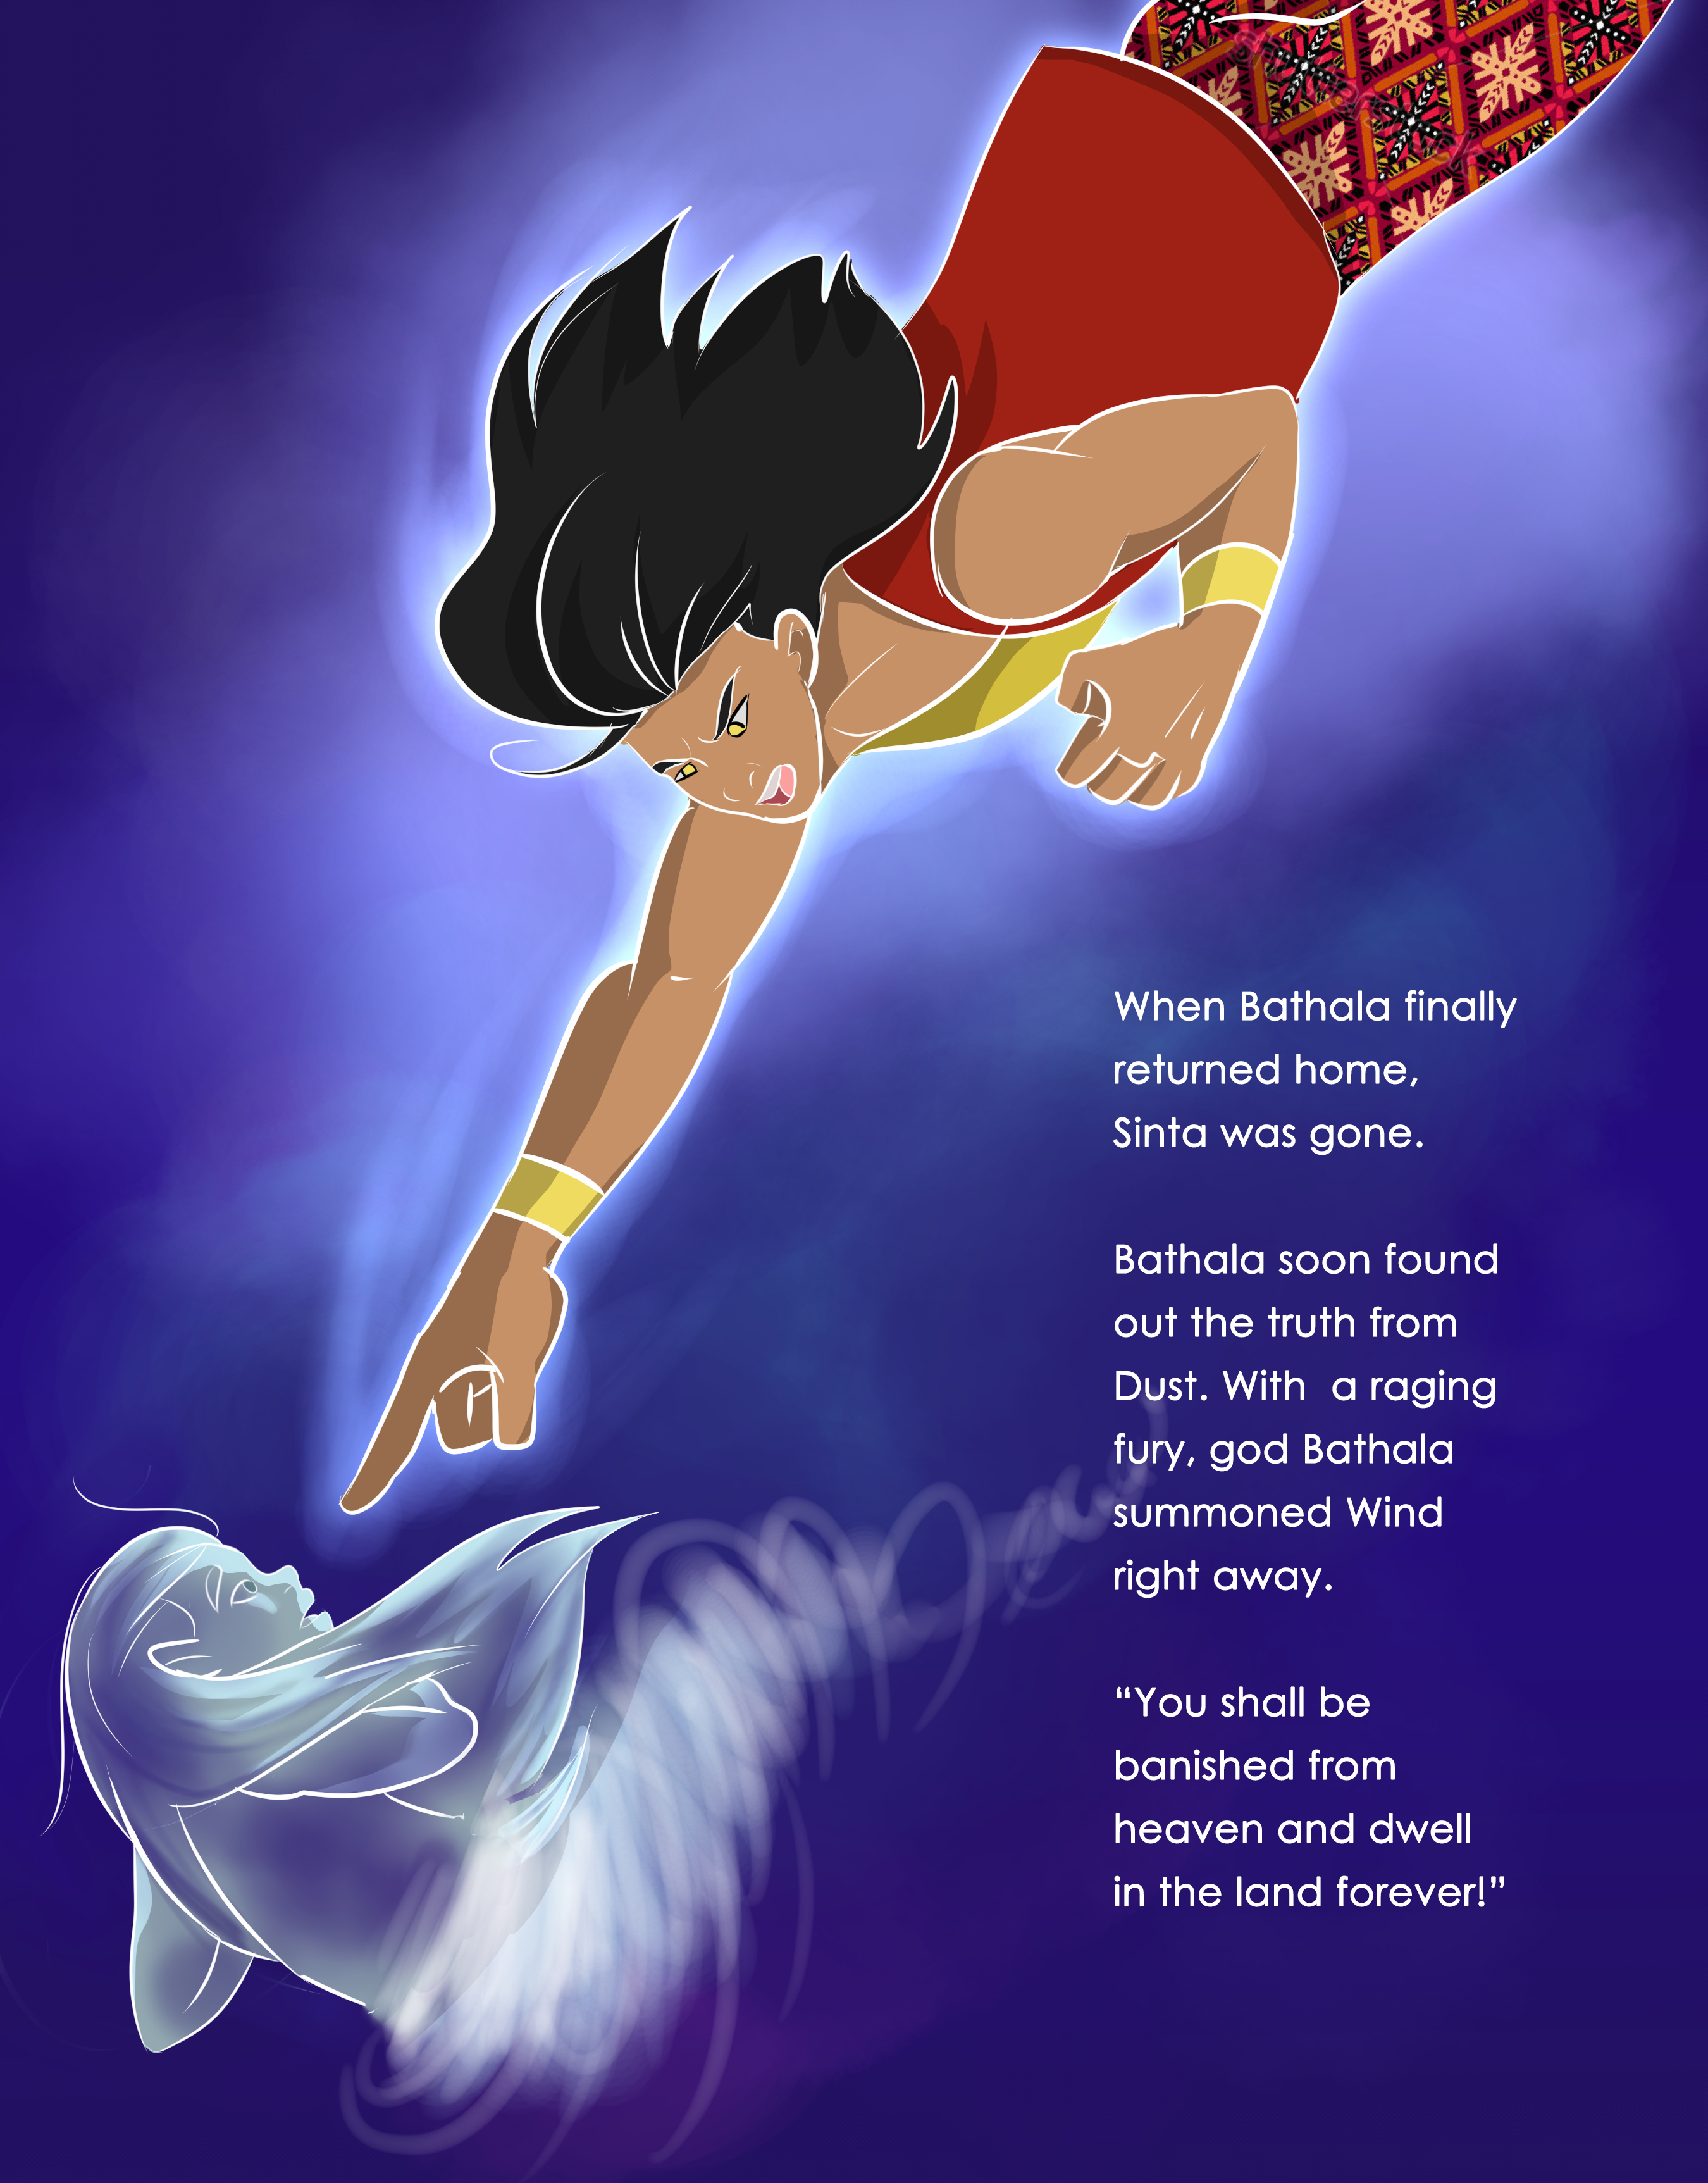 When Bathala finally
returned home,
Sinta was gone.
Bathala soon found
out the truth from
Dust. With  a raging
fury, god Bathala
summoned Wind
right away.
“You shall be
banished from
heaven and dwell
in the land forever!”